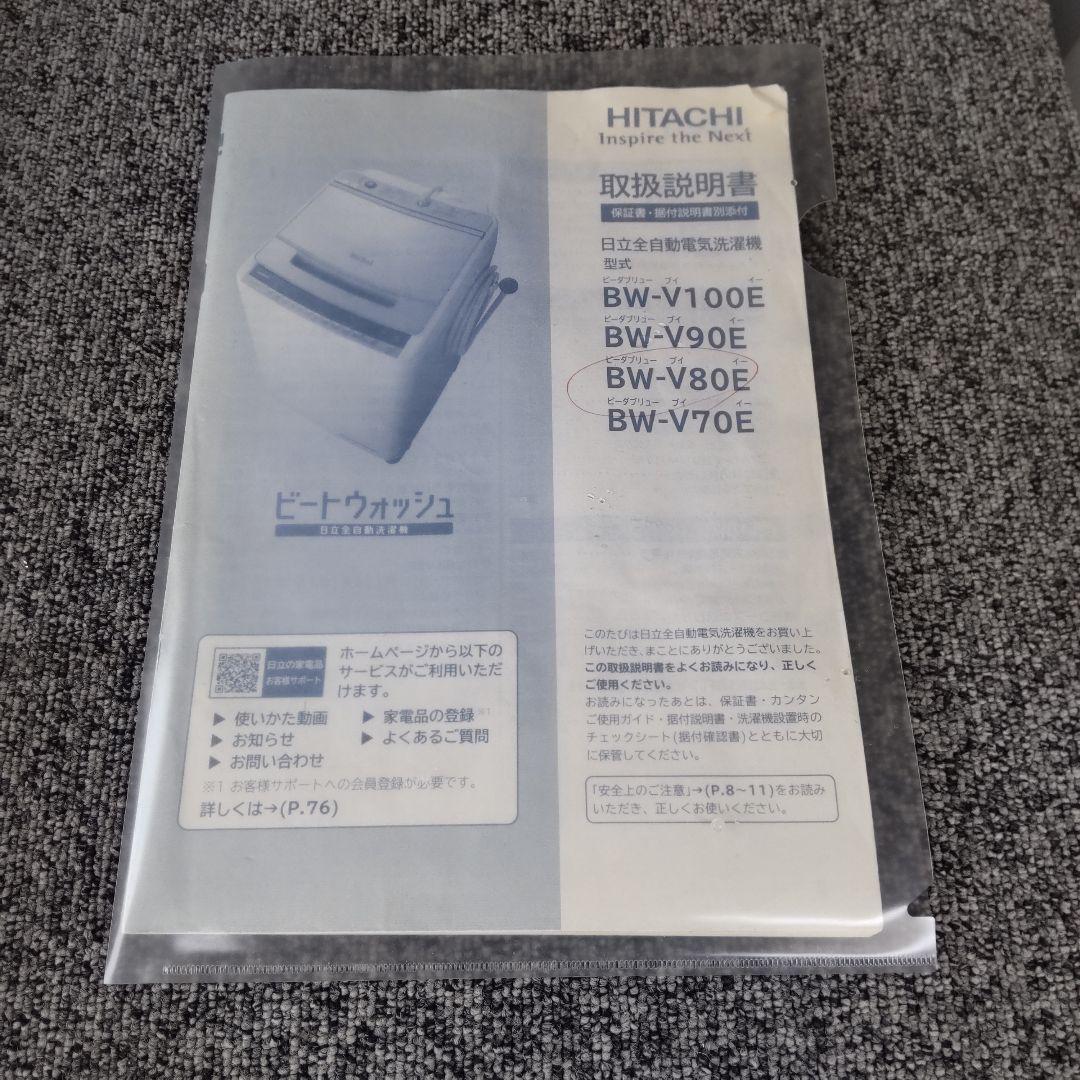 HITACHI
Inspire the Next
取扱説明書
保証書・据付説明書別添付
日立全自動電気洗濯機
型式
ビーダブリュー ブイ イー
BW-V100E
ビーダブリュー ブイ イー
BW-V90E
ビーダブリュー ブイ イー
BW-V80E
ビーダブリュー ブイ イー
BW-V70E
ビートウォッシュ
日立全自動洗濯機
日立の家電品
お客様サポート
ホームページから以下の
サービスがご利用いただ
けます。
▶ 使いかた動画
▶ お知らせ
▶ お問い合わせ
▶ 家電品の登録※1
▶ よくあるご質問
※1 お客様サポートへの会員登録が必要です。
詳しくは→(P.76)
このたびは日立全自動電気洗濯機をお買い上
げいただき、まことにありがとうございました。
この取扱説明書をよくお読みになり、正しく
ご使用ください。
お読みになったあとは、保証書・カンタン
ご使用ガイド・据付説明書・洗濯機設置時の
チェックシート(据付確認書)とともに大切
に保管してください。
「安全上のご注意」→(P.8〜11)をお読み
いただき、正しくお使いください。